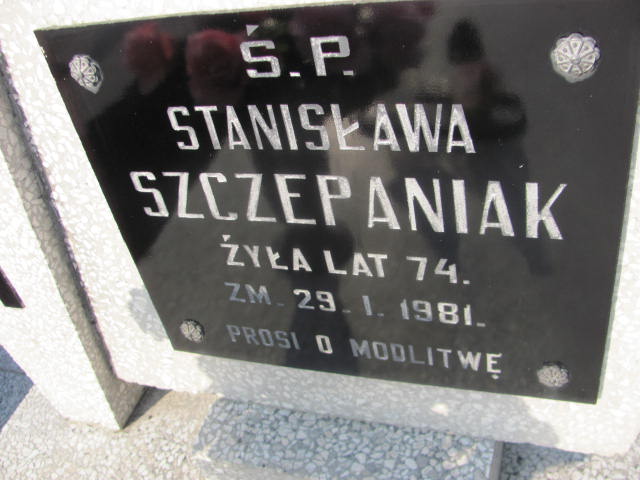 Ś.P.
STANISŁAWA
SZCZEPANIAK
ŻYŁA LAT 74.
ZM. 29. I. 1981.
PROSI O MODLITWĘ